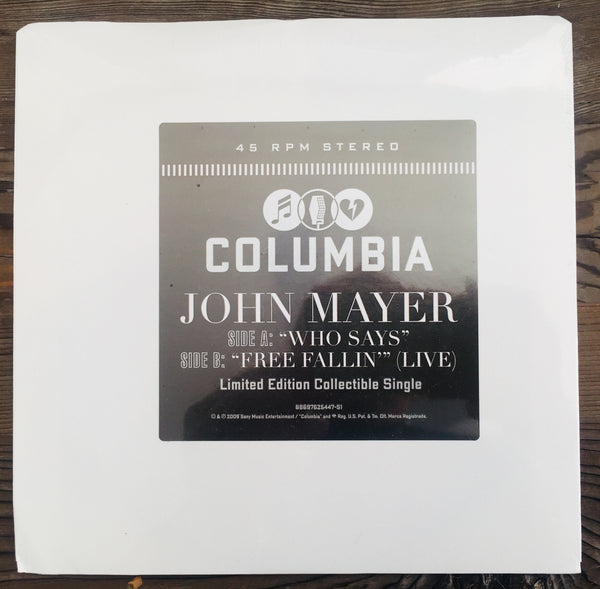 45 RPM STEREO
COLUMBIA
JOHN MAYER
SIDE A: "WHO SAYS"
SIDE B: "FREE FALLIN'" (LIVE)
Limited Edition Collectible Single
88697625447-S1
© & ℗ 2009 Sony Music Entertainment / "Columbia" and Reg. U.S. Pat. & Tm. Off. Marca Registrada.